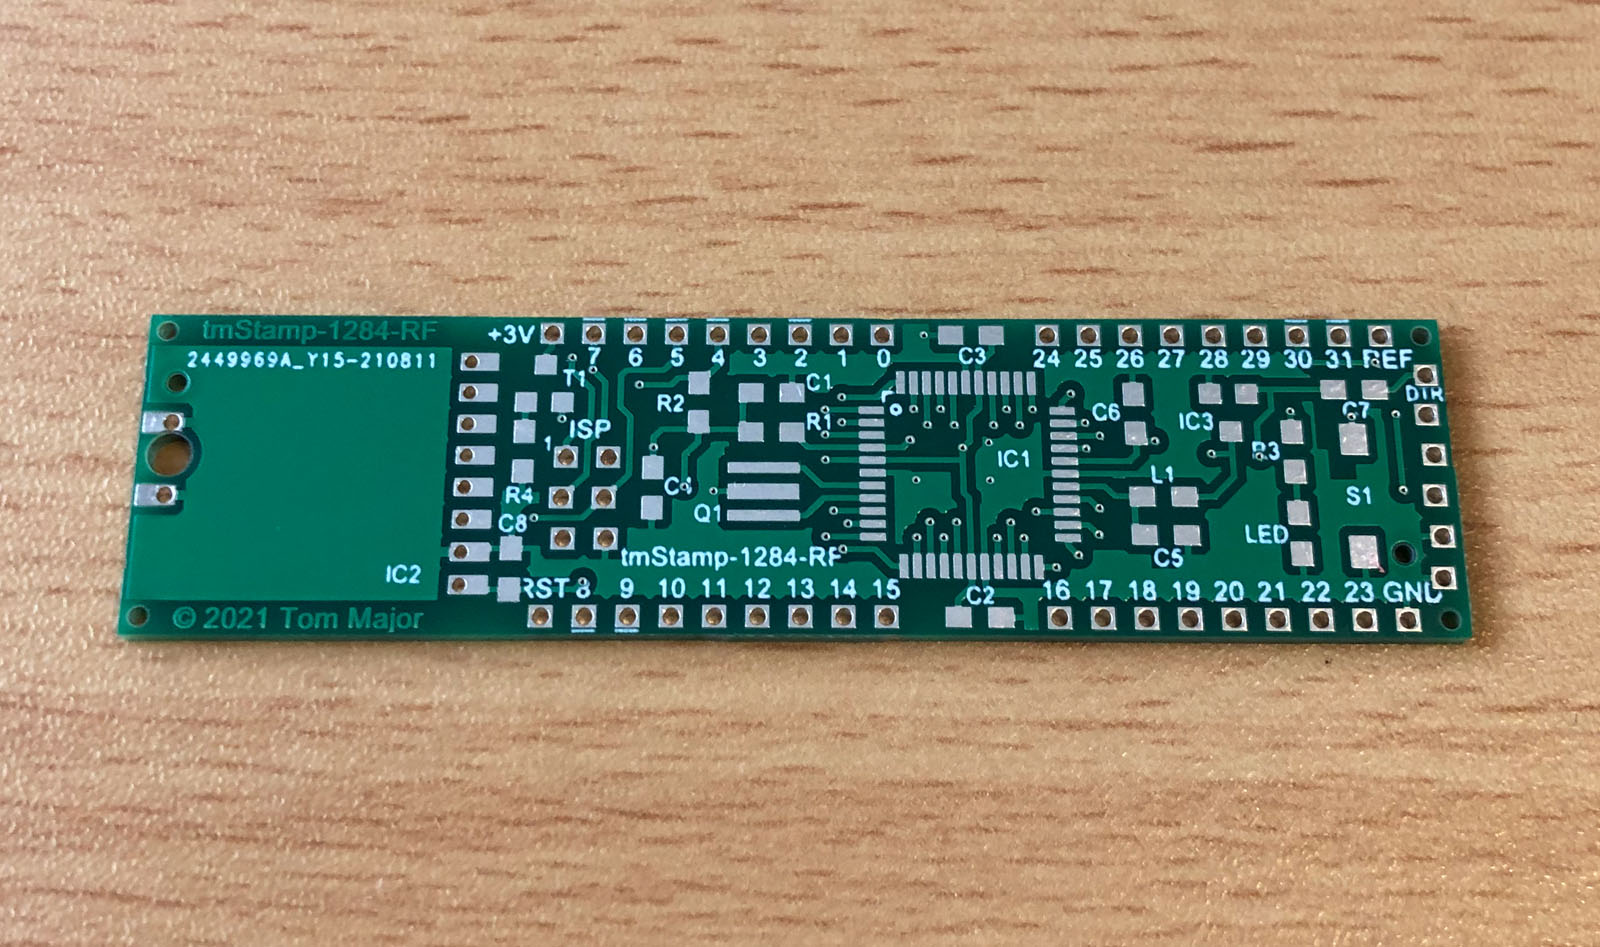 tmStamp-1284-RF
2449969A_Y15-210811
+3V 7 6 5 4 3 2 1 0 C3 24 25 26 27 28 29 30 31 REF
DTR
T1 R2 C1 C6 IC3 C7
ISP R1 R3
1 IC1
R4 C4 L1 S1
C8 Q1 LED
tmStamp-1284-RF C5
IC2
RST 8 9 10 11 12 13 14 15 C2 16 17 18 19 20 21 22 23 GND
© 2021 Tom Major